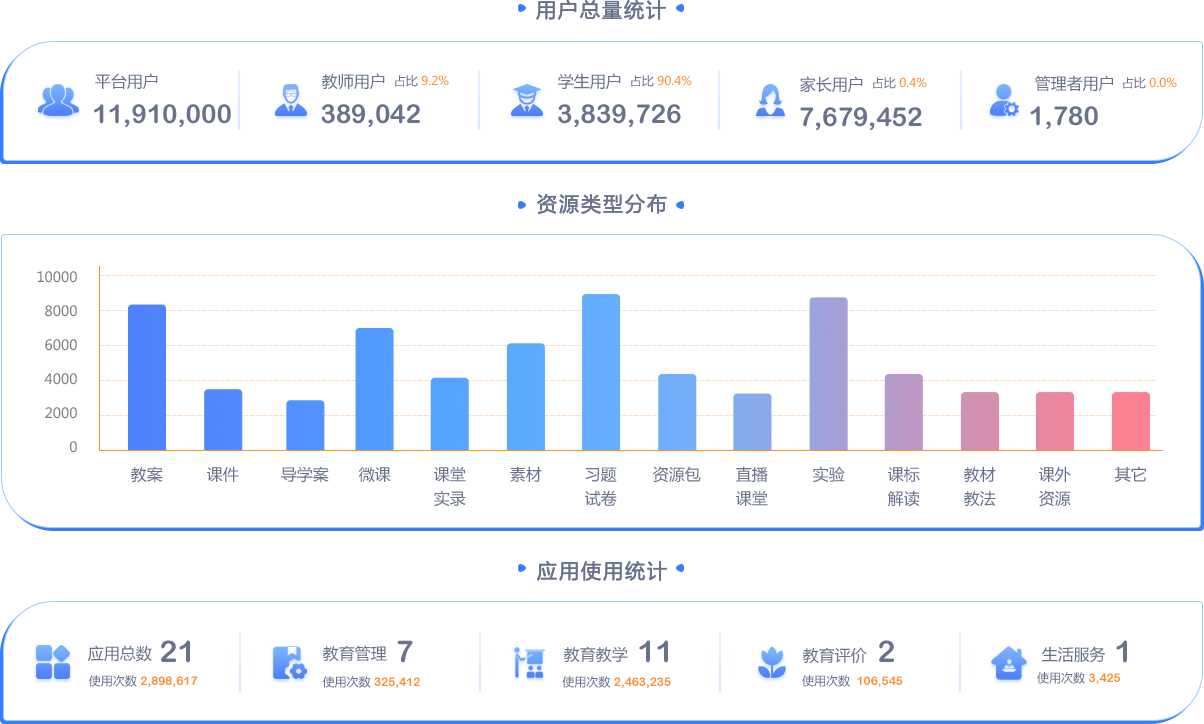 用户总量统计
平台用户
11,910,000
教师用户 占比 9.2%
389,042
学生用户 占比 90.4%
3,839,726
家长用户 占比 0.4%
7,679,452
管理者用户 占比 0.0%
1,780
资源类型分布
10000
8000
6000
4000
2000
0
教案
课件
导学案
微课
课堂
实录
素材
习题
试卷
资源包
直播
课堂
实验
课标
解读
教材
教法
课外
资源
其它
应用使用统计
应用总数 21
使用次数 2,898,617
教育管理 7
使用次数 325,412
教育教学 11
使用次数 2,463,235
教育评价 2
使用次数 106,545
生活服务 1
使用次数 3,425